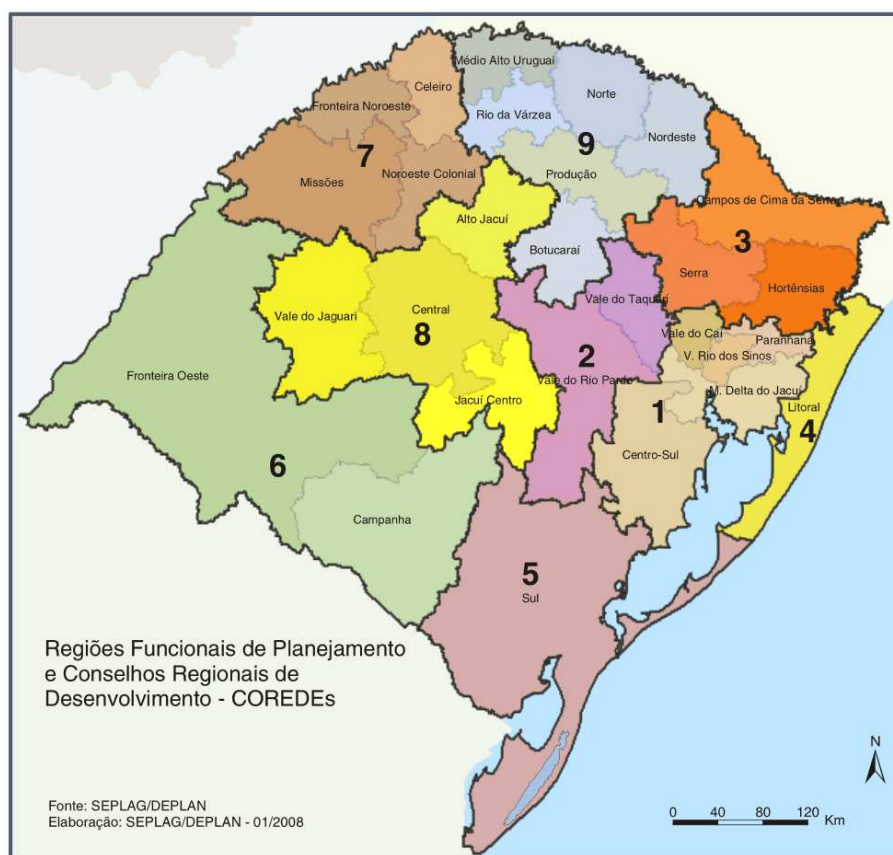 Médio Alto Uruguai
Celeiro
Norte
Fronteira Noroeste
Rio da Várzea
Nordeste
9
7
Noroeste Colonial
Produção
Missões
Campos de Cima da Serra
Alto Jacuí
3
Botucaraí
Serra
Hortênsias
Vale do Taquari
Central
Vale do Jaguari
8
Vale do Caí
Paranhana
2
V. Rio dos Sinos
Fronteira Oeste
Vale do Rio Pardo
M. Delta do Jacuí
Jacuí Centro
1
Litoral
4
Centro-Sul
6
Campanha
5
Sul
Regiões Funcionais de Planejamento
e Conselhos Regionais de
Desenvolvimento - COREDEs
N
Fonte: SEPLAG/DEPLAN
Elaboração: SEPLAG/DEPLAN - 01/2008
0 40 80 120
Km